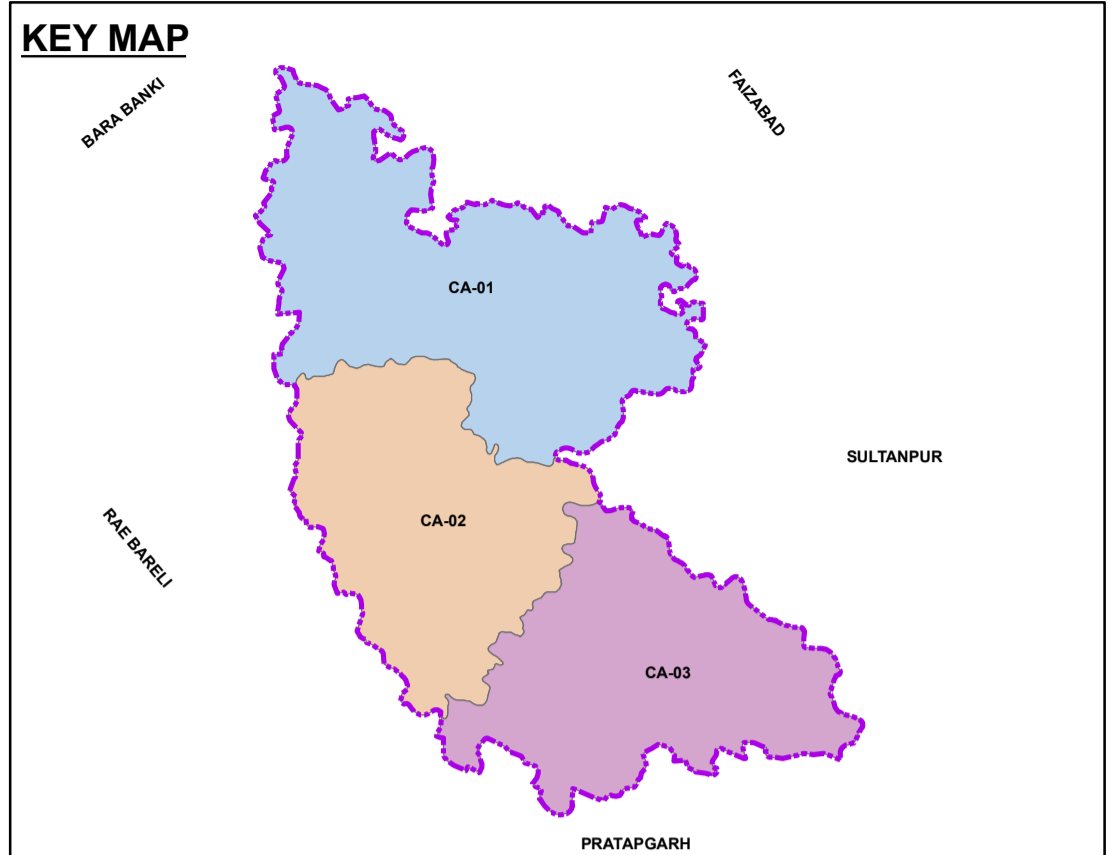 KEY MAP
BARA BANKI
FAIZABAD
CA-01
SULTANPUR
CA-02
RAE BARELI
CA-03
PRATAPGARH